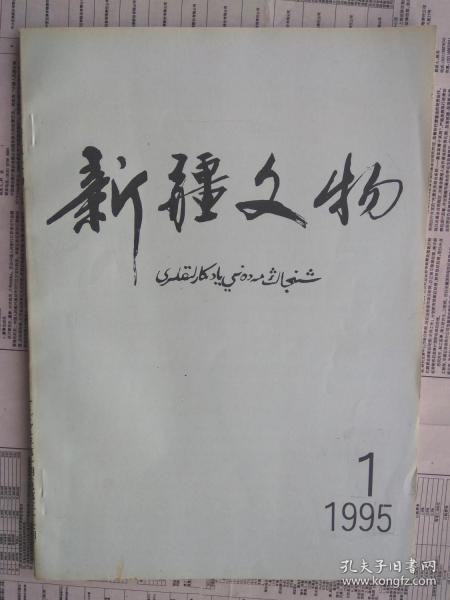 新疆文物
شىنجاڭ مەدەنىي يادىكارلىقلىرى
1
1995
孔夫子旧书网
www.kongfz.com